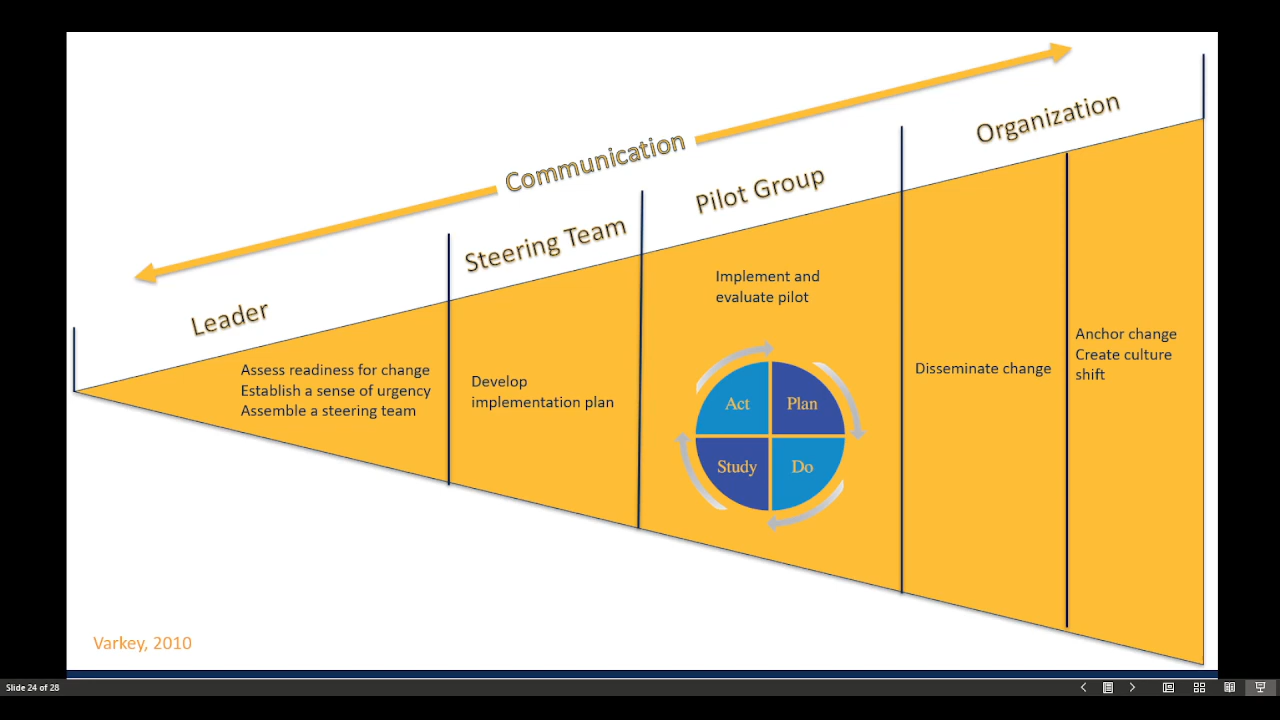 Communication
Organization
Pilot Group
Steering Team
Leader
Assess readiness for change
Establish a sense of urgency
Assemble a steering team
Develop
implementation plan
Implement and
evaluate pilot
Act
Plan
Study
Do
Disseminate change
Anchor change
Create culture
shift
Varkey, 2010
Slide 24 of 28